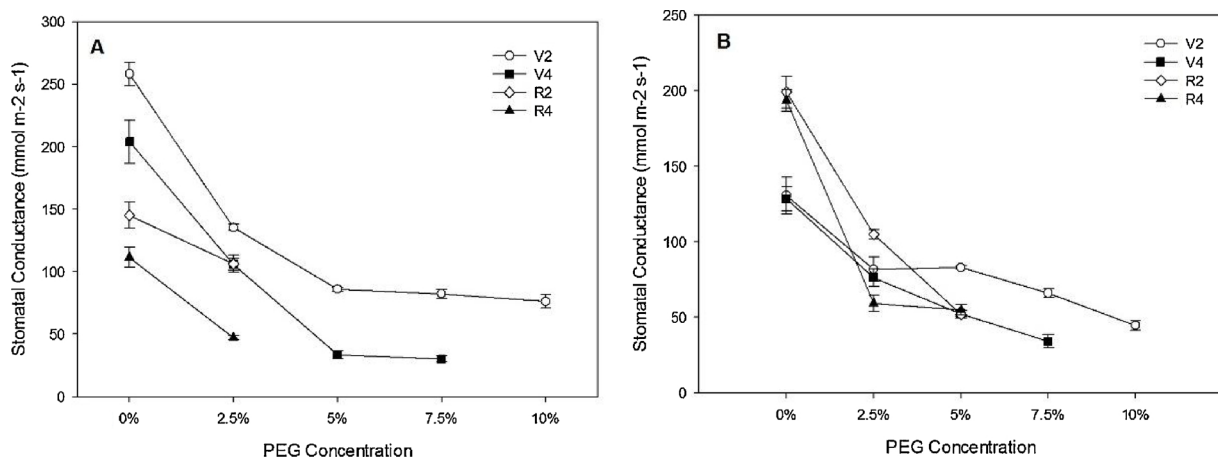 A
V2
V4
R2
R4
300
250
200
150
100
50
0
Stomatal Conductance (mmol m-2 s-1)
0%
2.5%
5%
7.5%
10%
PEG Concentration
B
V2
V4
R2
R4
250
200
150
100
50
0
Stomatal Conductance (mmol m-2 s-1)
0%
2.5%
5%
7.5%
10%
PEG Concentration